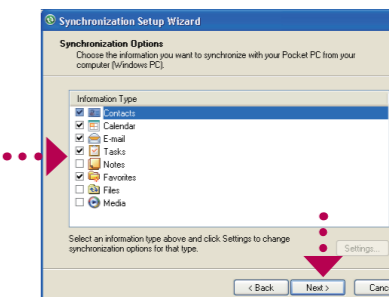 Synchronization Setup Wizard
Synchronization Options
Choose the information you want to synchronize with your Pocket PC from your
computer (Windows PC).
Information Type
Contacts
Calendar
E-mail
Tasks
Notes
Favorites
Files
Media
Select an information type above and click Settings to change
synchronization options for that type.
Settings...
< Back
Next >
Canc